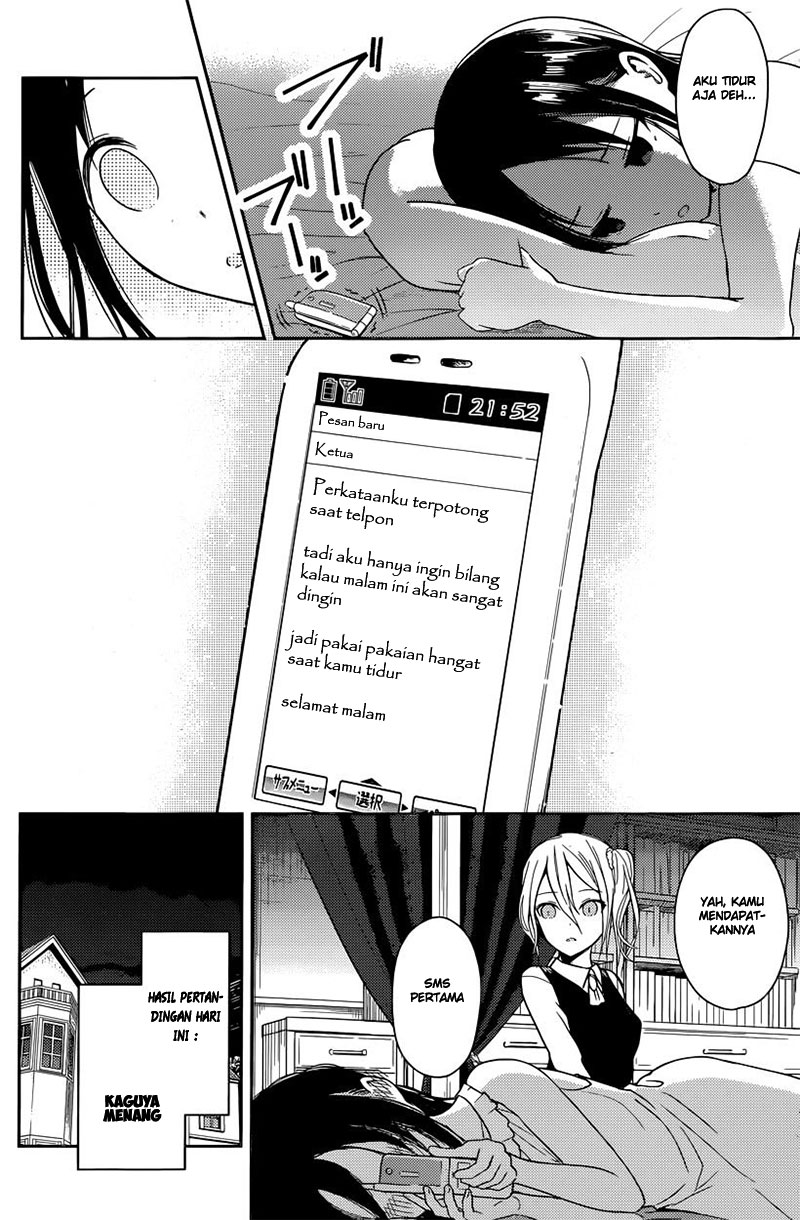 AKU TIDUR
AJA DEH...
21:52
Pesan baru
Ketua
Perkataanku terpotong
saat telpon
tadi aku hanya ingin bilang
kalau malam ini akan sangat
dingin
jadi pakai pakaian hangat
saat kamu tidur
selamat malam
サブメニュー
選択
YAH, KAMU
MENDAPAT-
KANNYA
SMS
PERTAMA
HASIL PERTAN-
DINGAN HARI
INI :
KAGUYA
MENANG